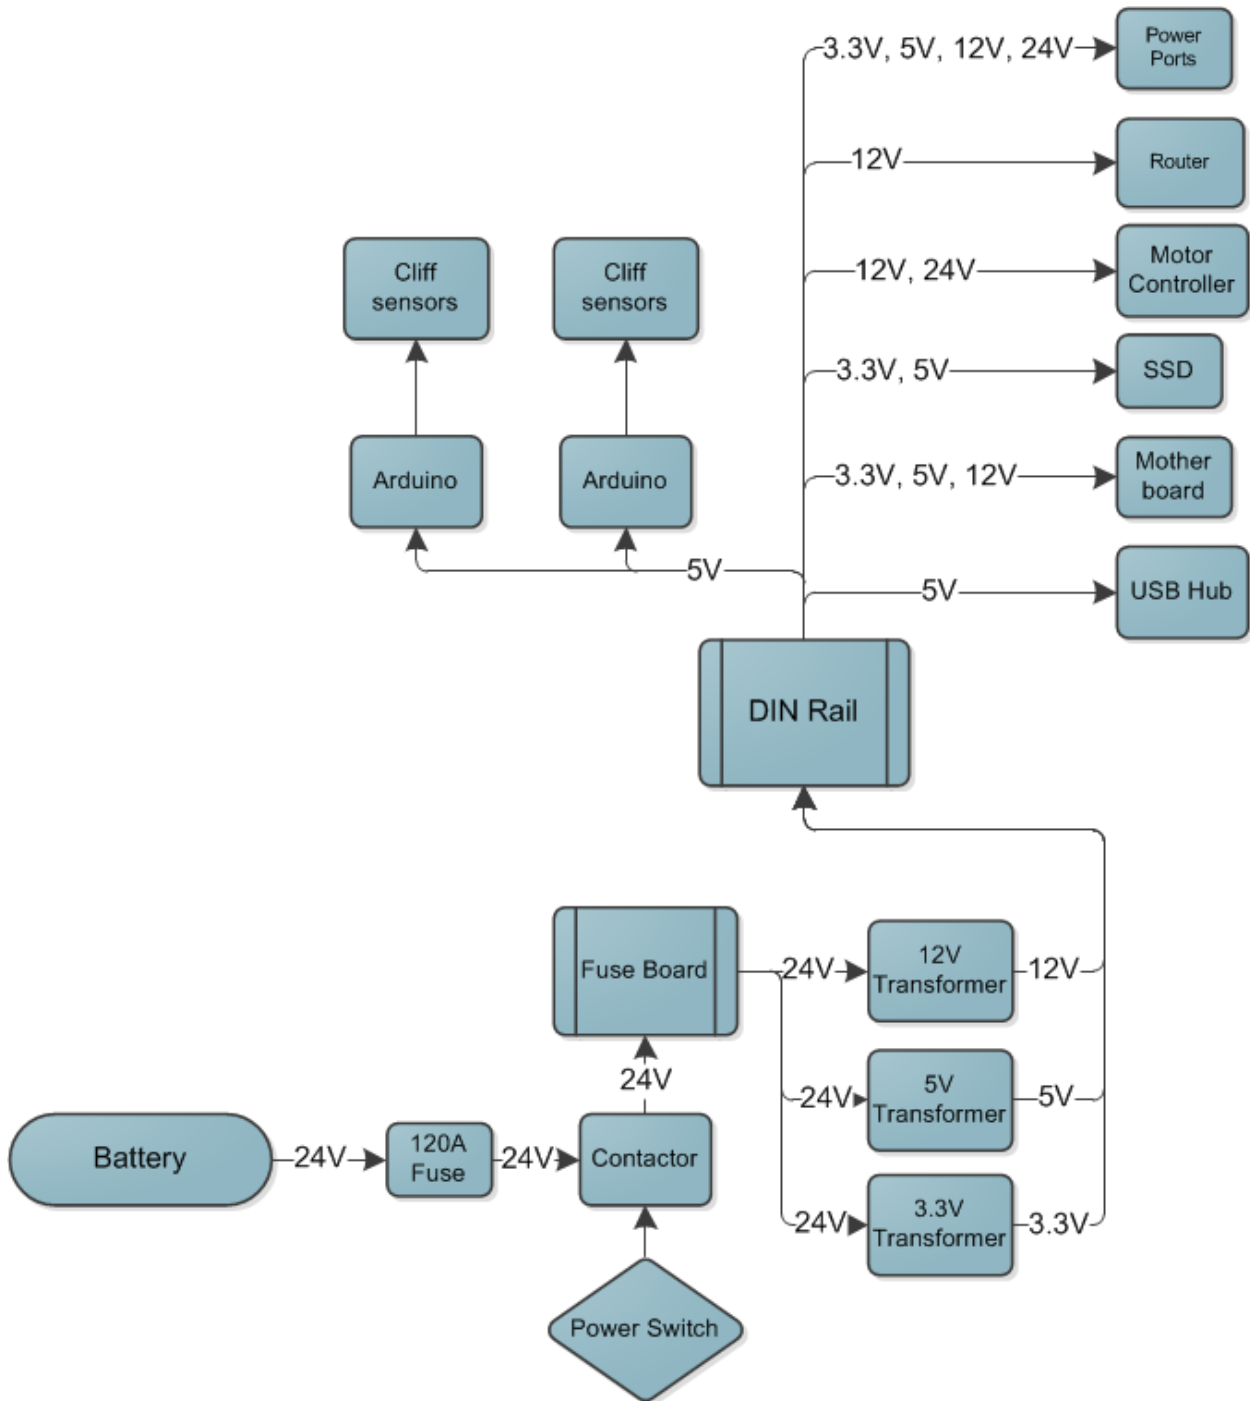 3.3V, 5V, 12V, 24V
Power
Ports
12V
Router
12V, 24V
Motor
Controller
Cliff
sensors
Cliff
sensors
3.3V, 5V
SSD
Arduino
Arduino
3.3V, 5V, 12V
Mother
board
5V
5V
USB Hub
DIN Rail
Fuse Board
24V
12V
Transformer
12V
24V
24V
5V
Transformer
5V
Battery
24V
120A
Fuse
24V
Contactor
24V
3.3V
Transformer
3.3V
Power Switch